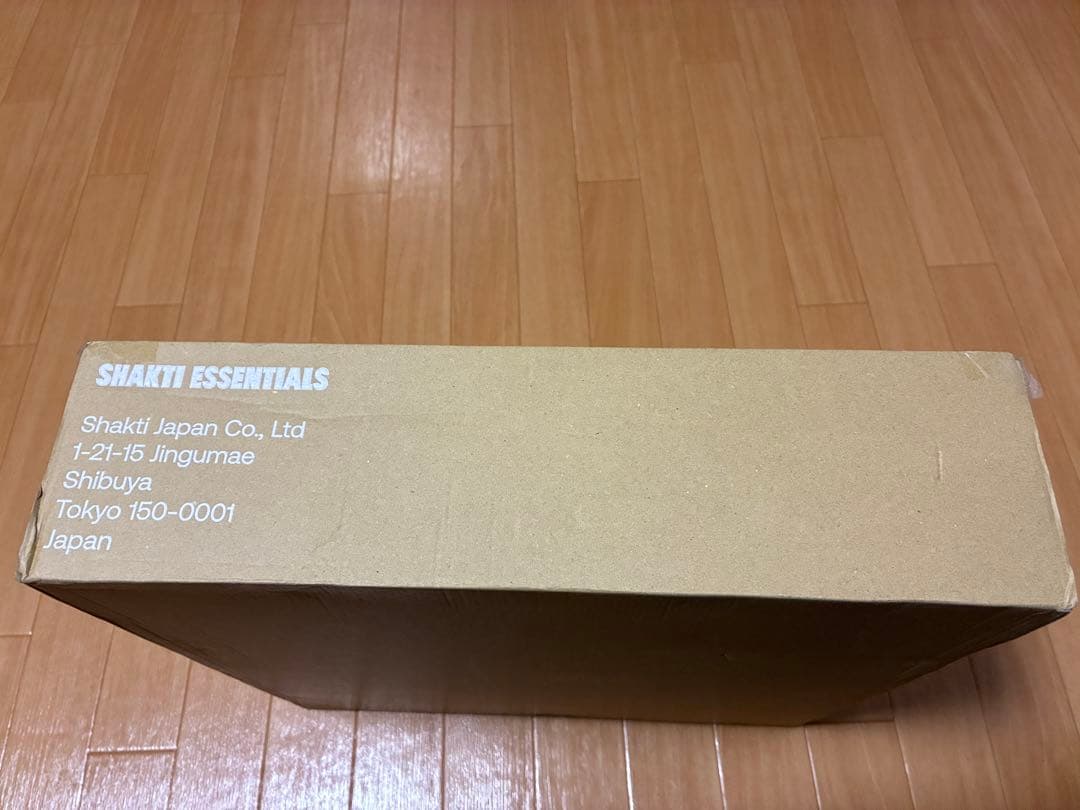 SHAKTI ESSENTIALS
Shakti Japan Co., Ltd
1-21-15 Jingumae
Shibuya
Tokyo 150-0001
Japan